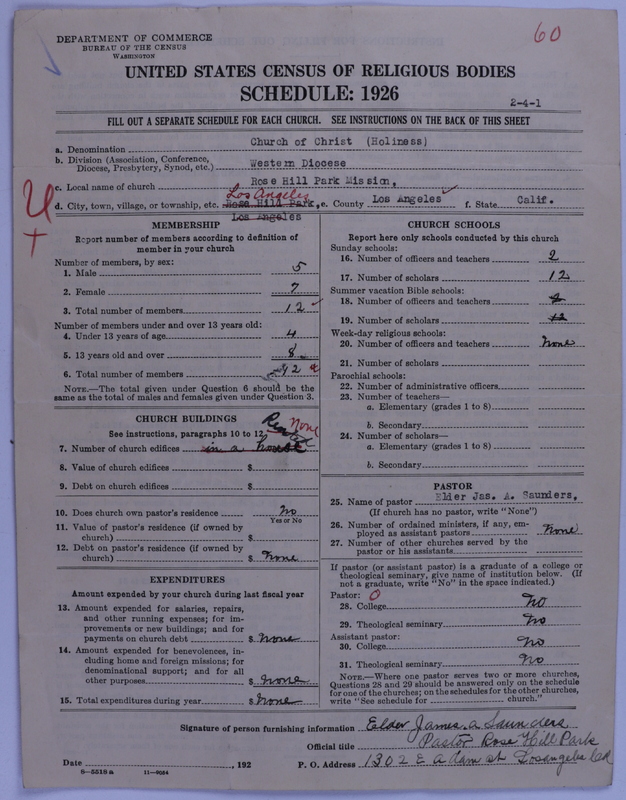 60
DEPARTMENT OF COMMERCE
BUREAU OF THE CENSUS
WASHINGTON
UNITED STATES CENSUS OF RELIGIOUS BODIES
SCHEDULE: 1926
2-4-1
FILL OUT A SEPARATE SCHEDULE FOR EACH CHURCH. SEE INSTRUCTIONS ON THE BACK OF THIS SHEET
a. Denomination Church of Christ (Holiness)
b. Division (Association, Conference, Diocese, Presbytery, Synod, etc.) Western Diocese
c. Local name of church Rose Hill Park Mission,
Los Angeles
d. City, town, village, or township, etc. Rose Hill Park, e. County Los Angeles f. State Calif.
Los Angeles
MEMBERSHIP
Report number of members according to definition of
member in your church
Number of members, by sex:
1. Male 5
2. Female 7
3. Total number of members 12
Number of members under and over 13 years old:
4. Under 13 years of age 4
5. 13 years old and over 8
6. Total number of members 12
NOTE.—The total given under Question 6 should be the
same as the total of males and females given under Question 3.
CHURCH BUILDINGS
See instructions, paragraphs 10 to 12
Rented None
7. Number of church edifices in a house
8. Value of church edifices $
9. Debt on church edifices $
10. Does church own pastor's residence No
Yes or No
11. Value of pastor's residence (if owned by
church) $
12. Debt on pastor's residence (if owned by
church) $ None
EXPENDITURES
Amount expended by your church during last fiscal year
13. Amount expended for salaries, repairs,
and other running expenses; for im-
provements or new buildings; and for
payments on church debt $ None
14. Amount expended for benevolences, in-
cluding home and foreign missions; for
denominational support; and for all
other purposes $ None
15. Total expenditures during year $ None
CHURCH SCHOOLS
Report here only schools conducted by this church
Sunday schools:
16. Number of officers and teachers 2
17. Number of scholars 12
Summer vacation Bible schools:
18. Number of officers and teachers 2
19. Number of scholars 12
Week-day religious schools:
20. Number of officers and teachers None
21. Number of scholars
Parochial schools:
22. Number of administrative officers
23. Number of teachers—
a. Elementary (grades 1 to 8)
b. Secondary
24. Number of scholars—
a. Elementary (grades 1 to 8)
b. Secondary
PASTOR
25. Name of pastor Elder Jas. A. Saunders,
(If church has no pastor, write "None")
26. Number of ordained ministers, if any, em-
ployed as assistant pastors None
27. Number of other churches served by the
pastor or his assistants
If pastor (or assistant pastor) is a graduate of a college or
theological seminary, give name of institution below. (If
not a graduate, write "No" in the space indicated.)
Pastor: 0
28. College No
29. Theological seminary No
Assistant pastor:
30. College No
31. Theological seminary No
NOTE.—Where one pastor serves two or more churches,
Questions 28 and 29 should be answered only on the schedule
for one of the churches; on the schedules for the other churches,
write "See schedule for church."
Signature of person furnishing information Elder James. A Saunders
Official title Pastor Rose Hill Park
Date , 192 P. O. Address 1302 E Adam st Losangeles Cal
8—5518a 11—9064